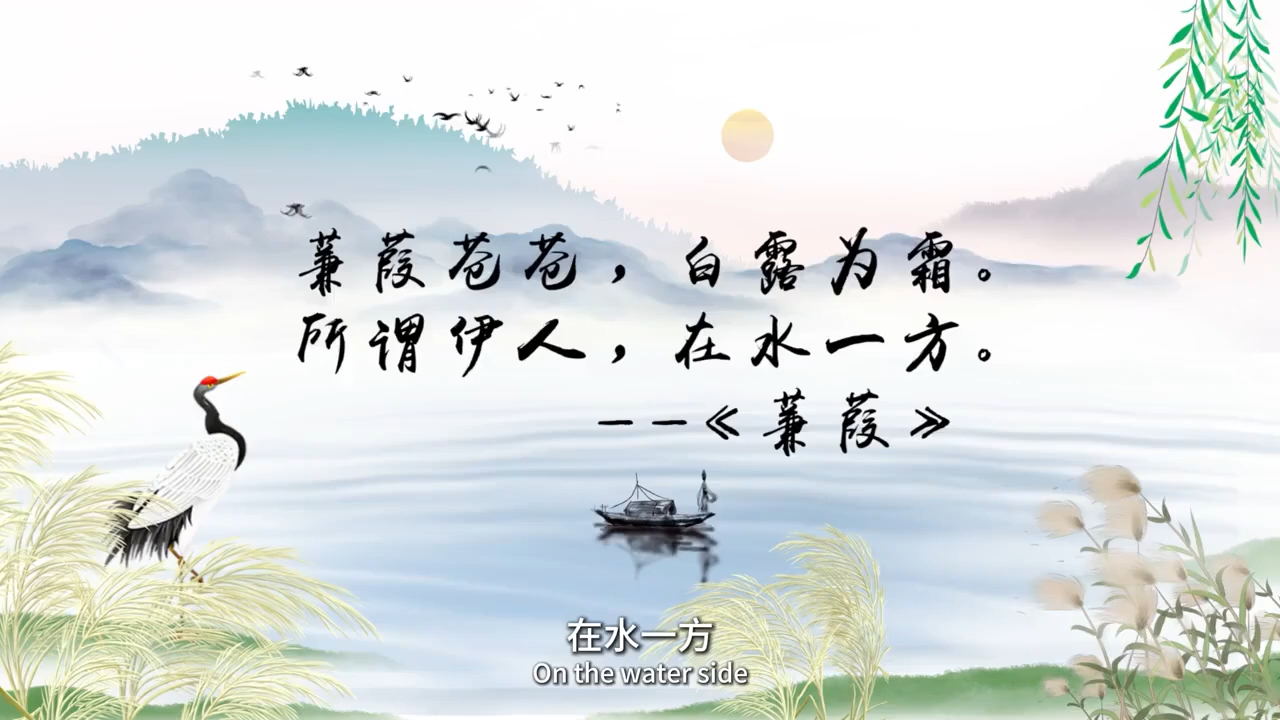 蒹葭苍苍，白露为霜。
所谓伊人，在水一方。
——《蒹葭》
在水一方
On the water side